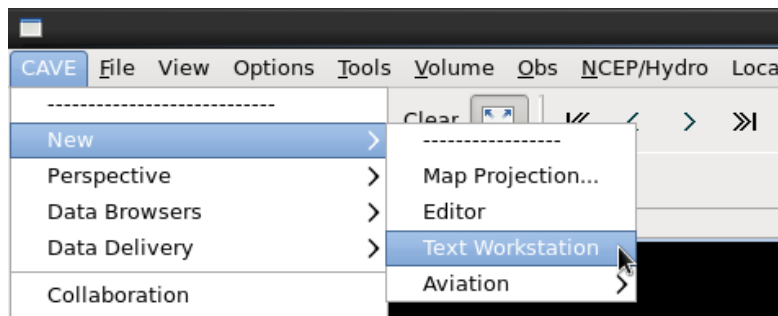 CAVE File View Options Tools Volume Obs NCEP/Hydro Loca
----------------------------
Clear
New
-----------------
Perspective
Map Projection...
Data Browsers
Editor
Data Delivery
Text Workstation
Aviation
Collaboration